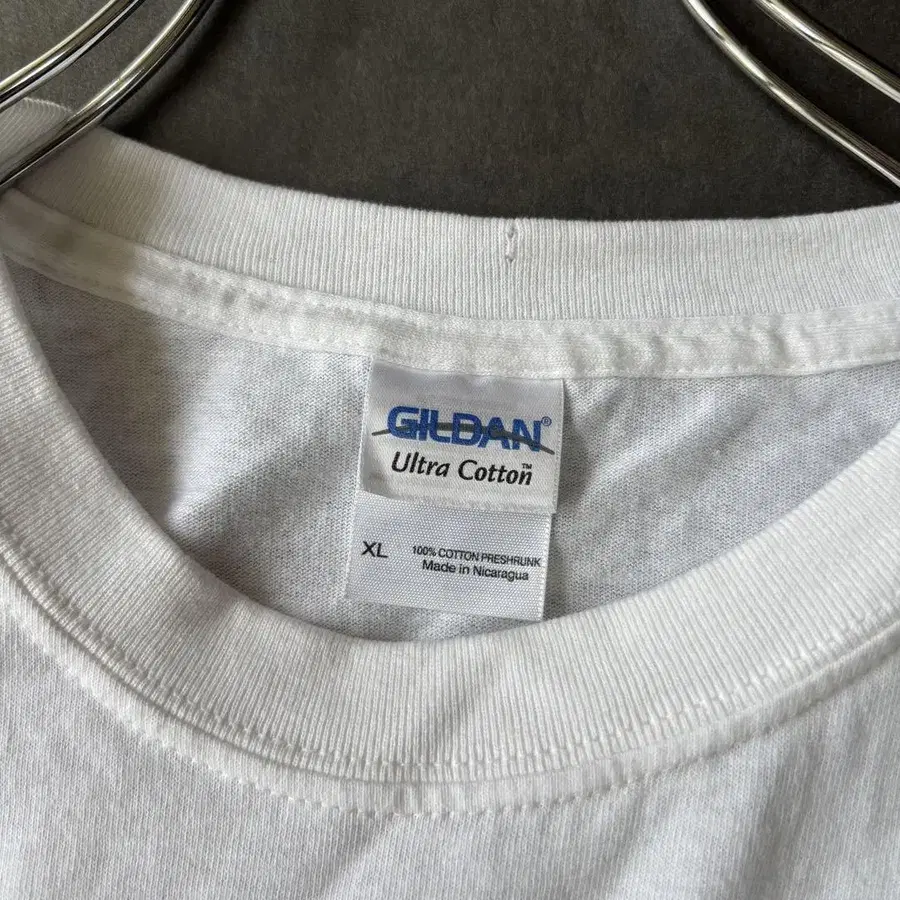 GILDAN®
Ultra Cotton™
XL
100% COTTON PRESHRUNK
Made in Nicaragua